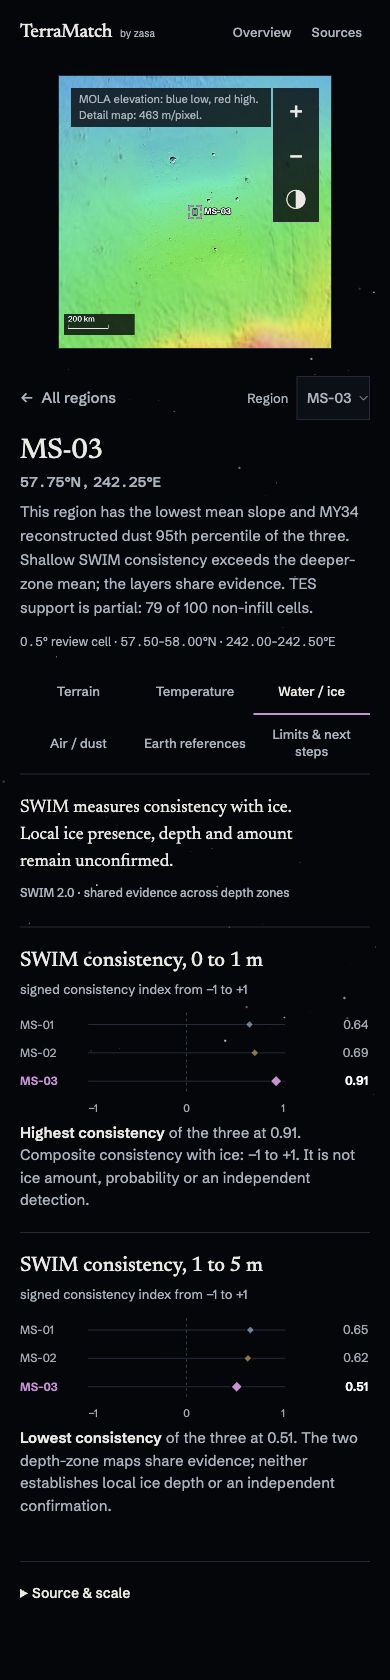 TerraMatch by zasa
Overview Sources
MOLA elevation: blue low, red high.
Detail map: 463 m/pixel.
+
−
MS-03
200 km
← All regions
Region
MS-03
MS-03
57.75°N, 242.25°E
This region has the lowest mean slope and MY34
reconstructed dust 95th percentile of the three.
Shallow SWIM consistency exceeds the deeper-
zone mean; the layers share evidence. TES
support is partial: 79 of 100 non-infill cells.
0.5° review cell · 57.50–58.00°N · 242.00–242.50°E
Terrain Temperature Water / ice
Air / dust Earth references Limits & next
steps
SWIM measures consistency with ice.
Local ice presence, depth and amount
remain unconfirmed.
SWIM 2.0 · shared evidence across depth zones
SWIM consistency, 0 to 1 m
signed consistency index from −1 to +1
MS-01 0.64
MS-02 0.69
MS-03 0.91
−1 0 1
Highest consistency of the three at 0.91.
Composite consistency with ice: −1 to +1. It is not
ice amount, probability or an independent
detection.
SWIM consistency, 1 to 5 m
signed consistency index from −1 to +1
MS-01 0.65
MS-02 0.62
MS-03 0.51
−1 0 1
Lowest consistency of the three at 0.51. The two
depth-zone maps share evidence; neither
establishes local ice depth or an independent
confirmation.
▶ Source & scale